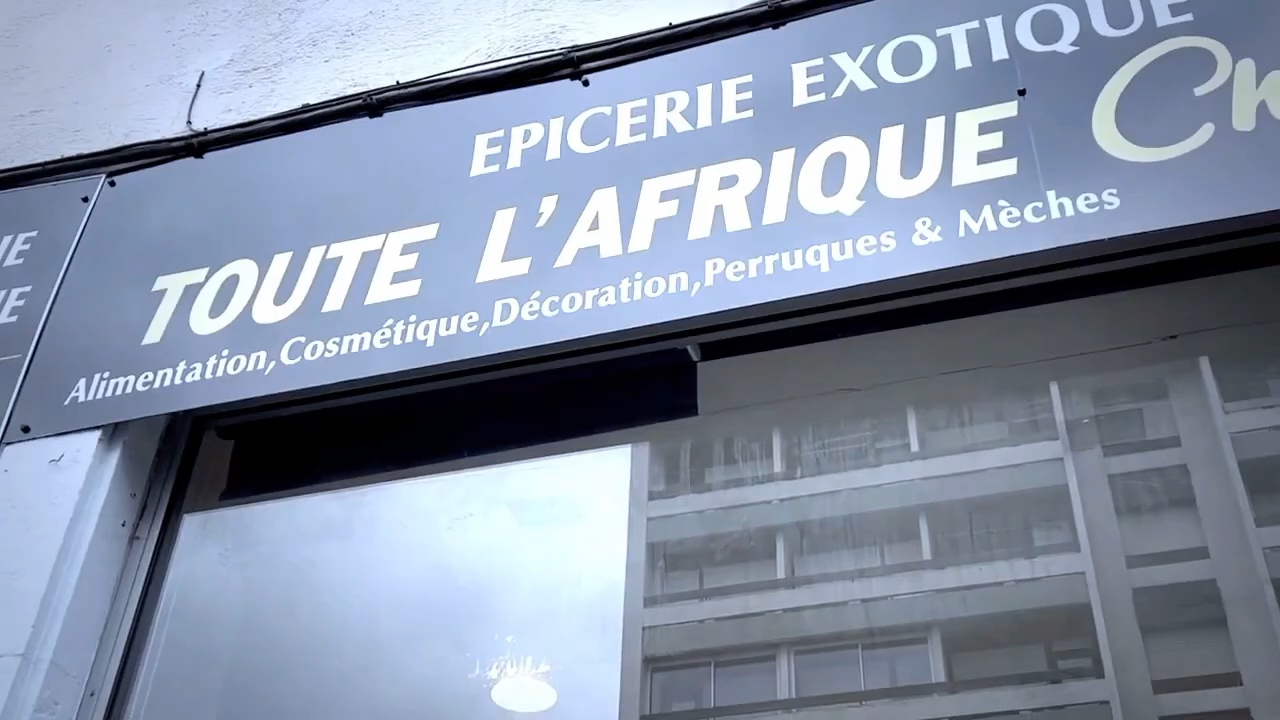 EPICERIE EXOTIQUE
TOUTE L'AFRIQUE
Alimentation,Cosmétique,Décoration,Perruques & Mèches